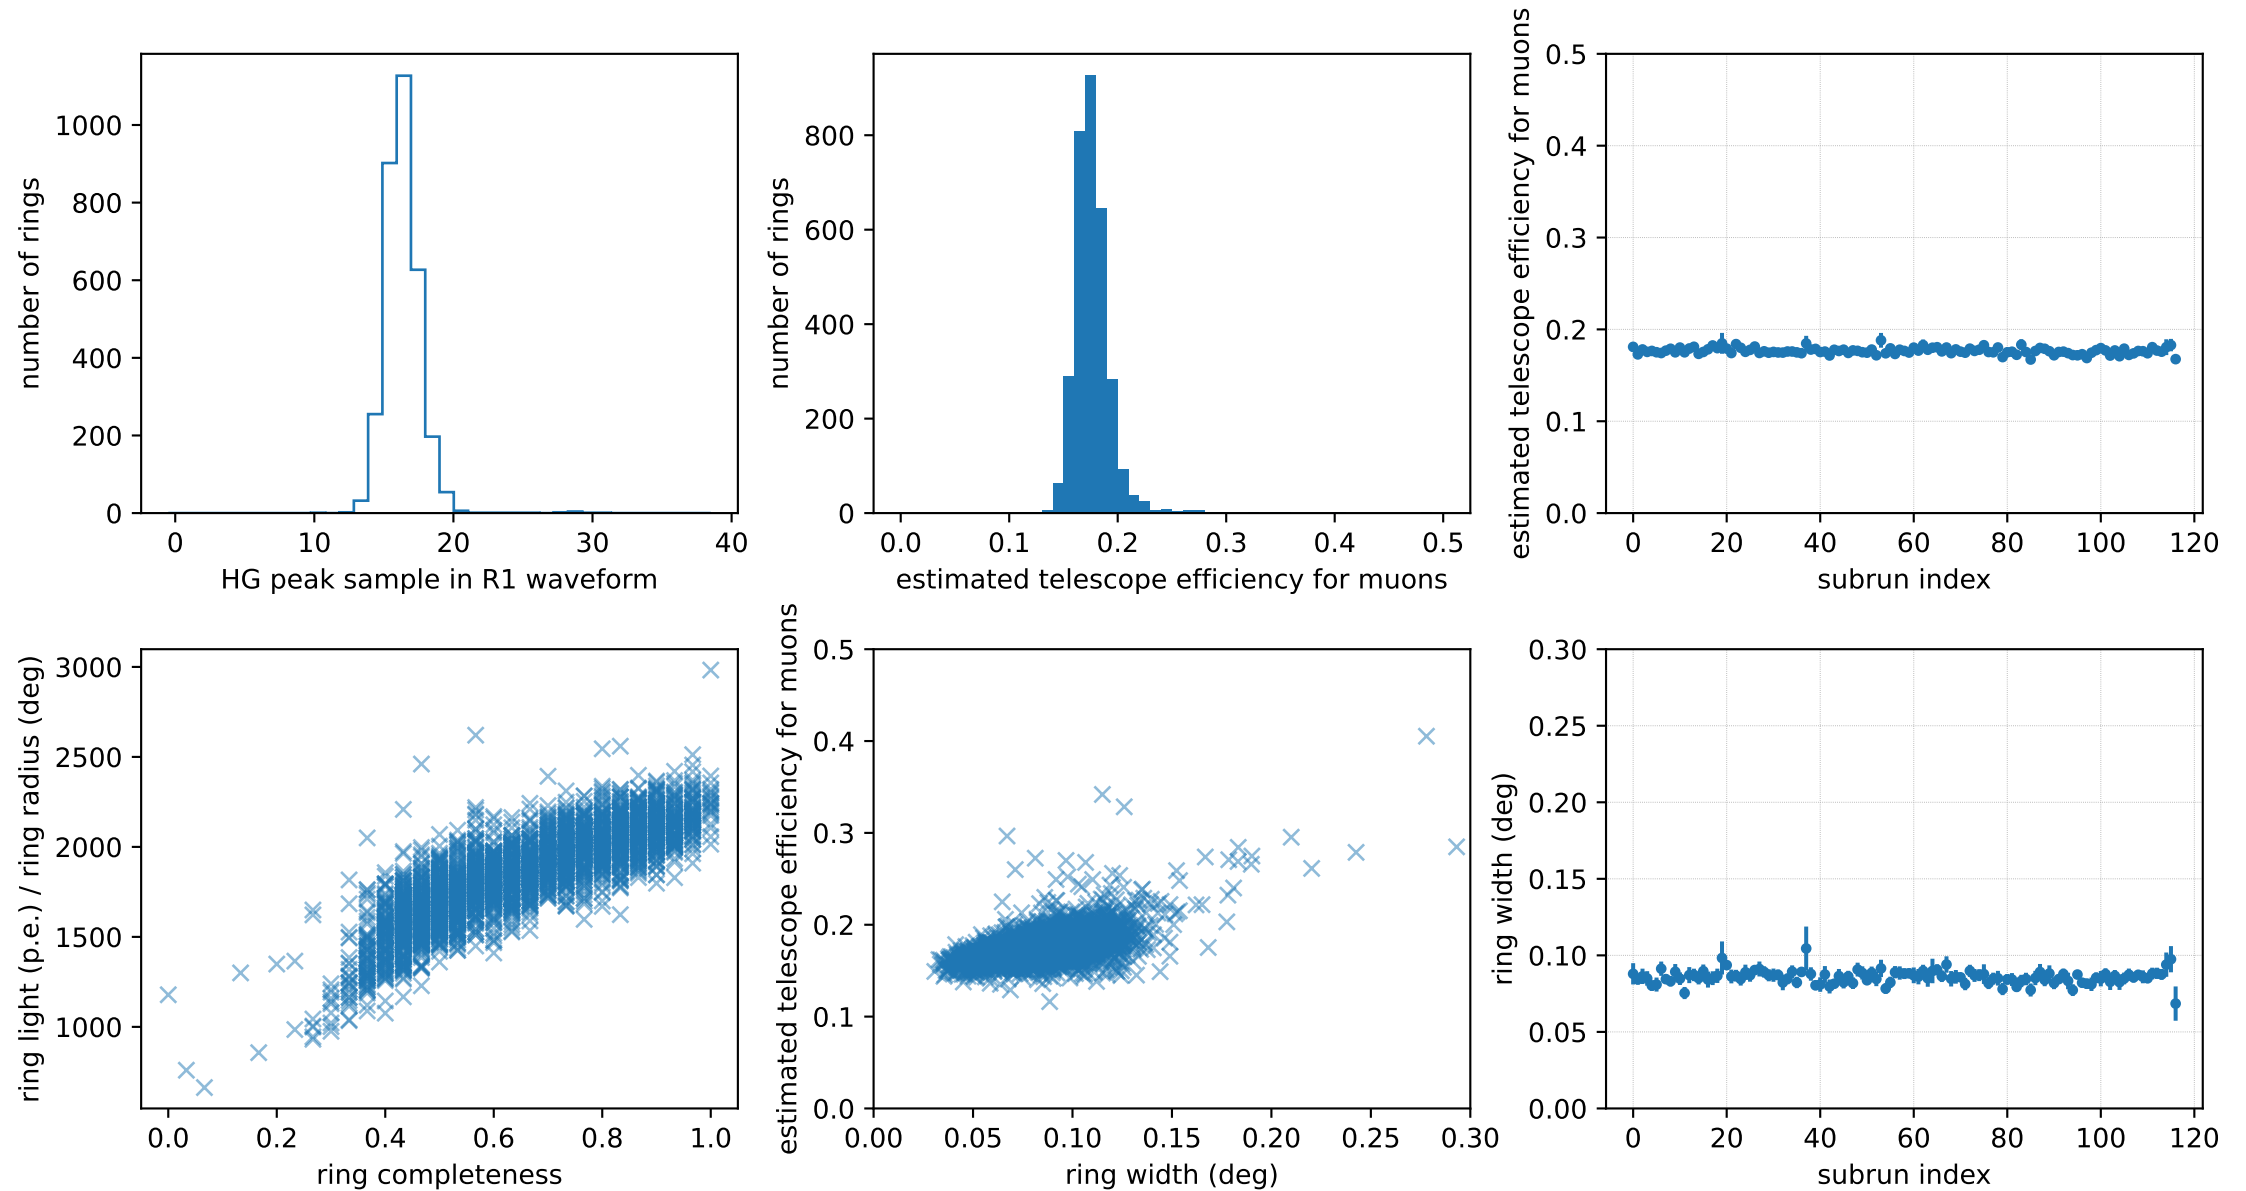 number of rings
1000
800
600
400
200
0
0 10 20 30 40
HG peak sample in R1 waveform
number of rings
800
600
400
200
0
0.0 0.1 0.2 0.3 0.4 0.5
estimated telescope efficiency for muons
estimated telescope efficiency for muons
0.5
0.4
0.3
0.2
0.1
0.0
0 20 40 60 80 100 120
subrun index
ring light (p.e.) / ring radius (deg)
3000
2500
2000
1500
1000
0.0 0.2 0.4 0.6 0.8 1.0
ring completeness
estimated telescope efficiency for muons
0.5
0.4
0.3
0.2
0.1
0.0
0.00 0.05 0.10 0.15 0.20 0.25 0.30
ring width (deg)
ring width (deg)
0.30
0.25
0.20
0.15
0.10
0.05
0.00
0 20 40 60 80 100 120
subrun index